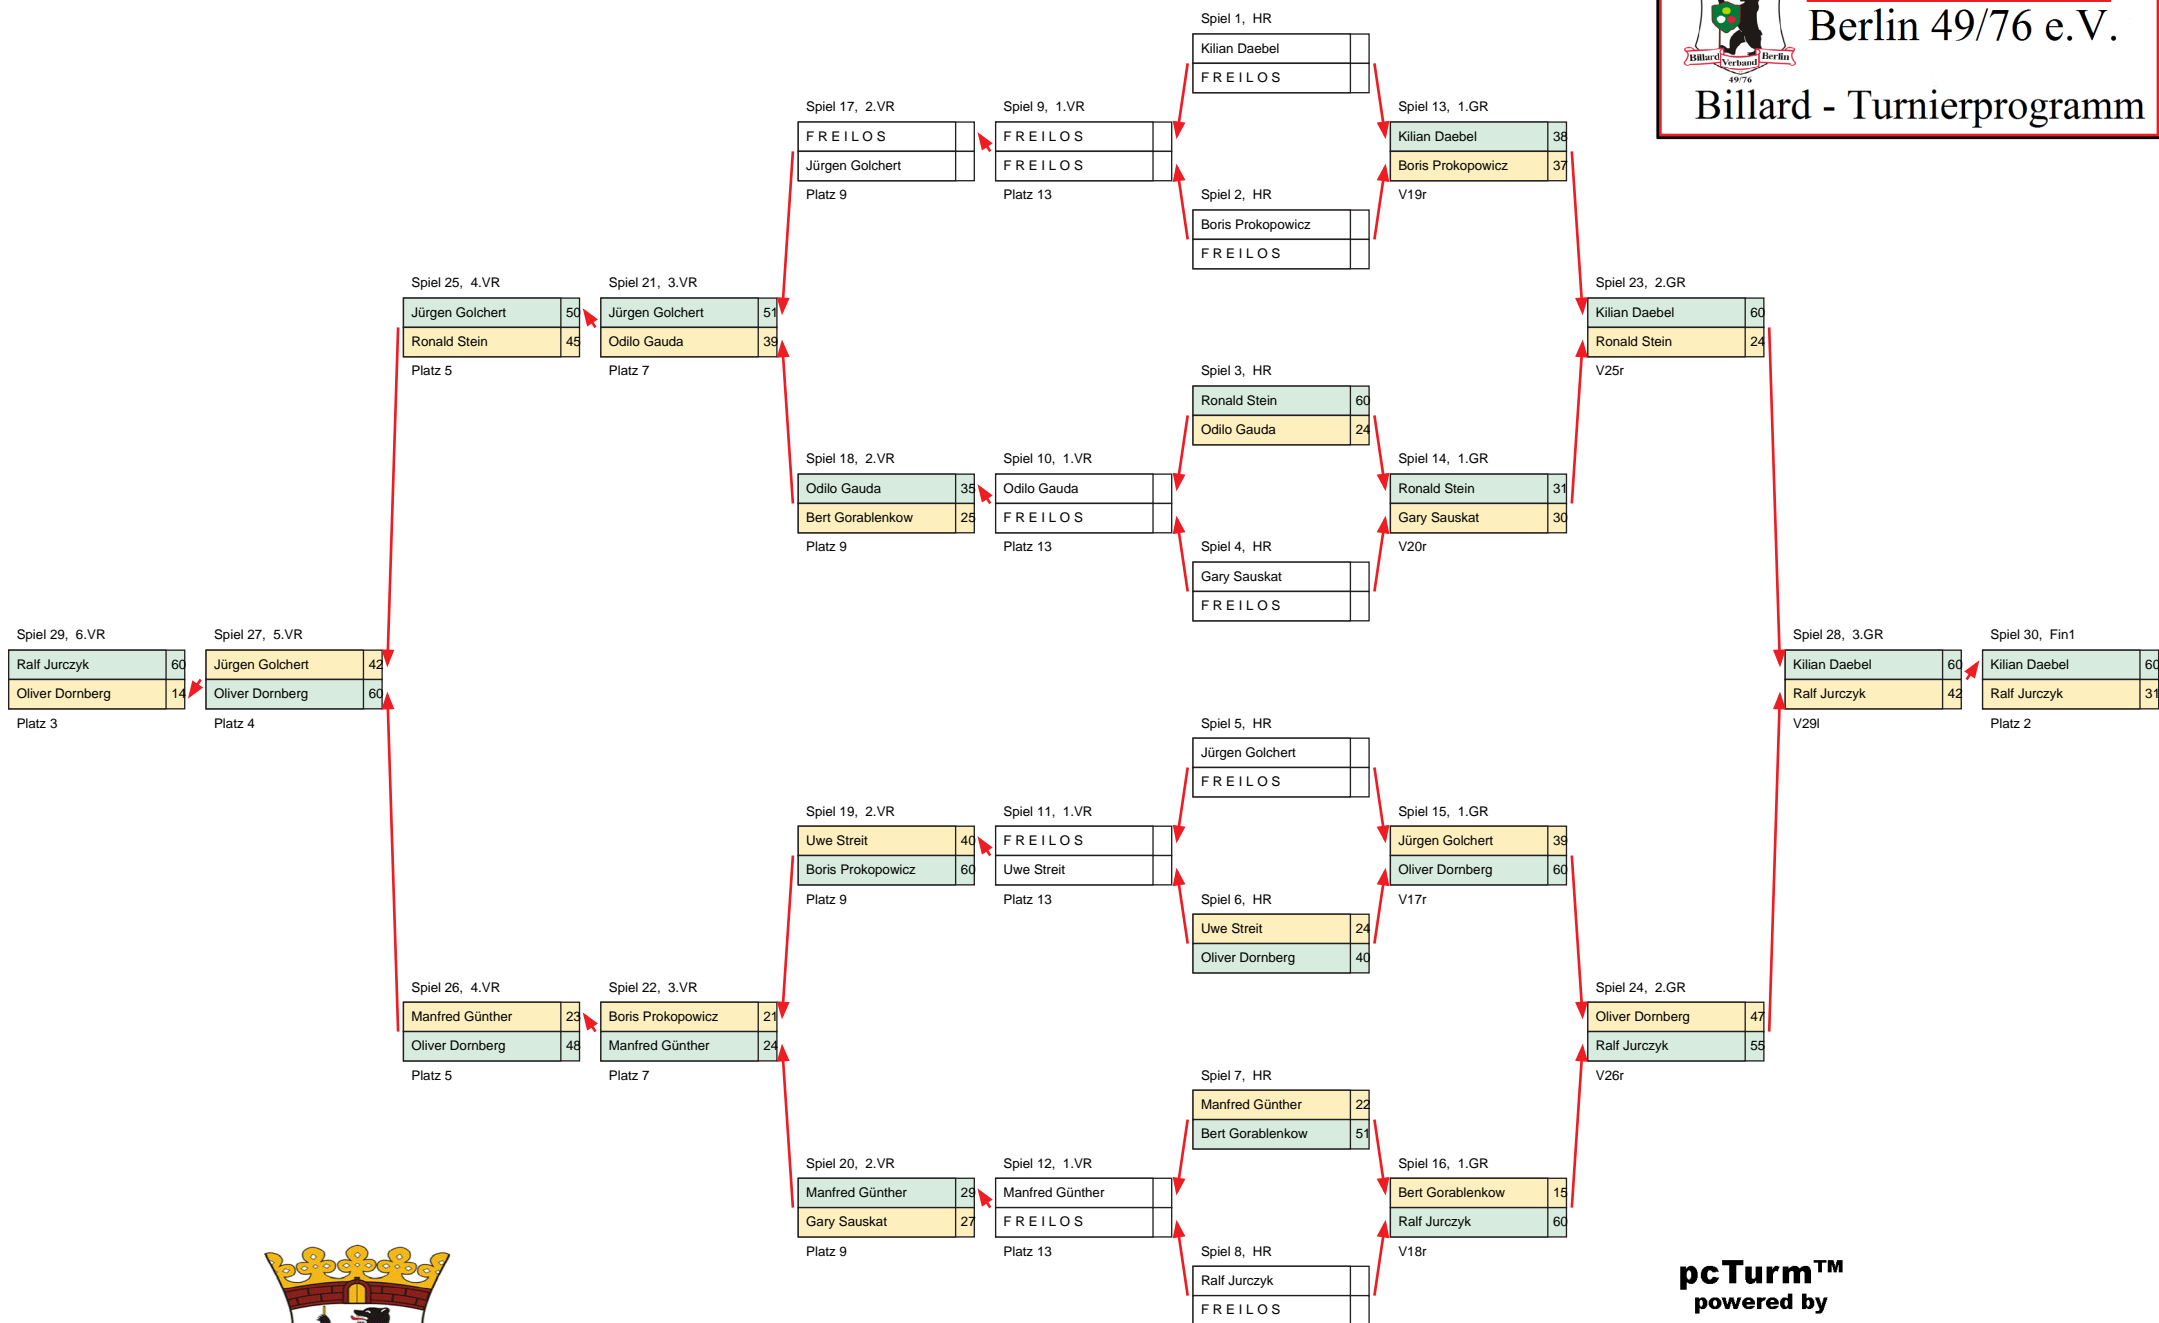 Berlin 49/76 e.V.
Billard Verband Berlin
49/76
Billard - Turnierprogramm
Spiel 1, HR
Kilian Daebel
F R E I L O S
Spiel 17, 2.VR
F R E I L O S
Jürgen Golchert
Platz 9
Spiel 9, 1.VR
F R E I L O S
F R E I L O S
Platz 13
Spiel 13, 1.GR
Kilian Daebel 38
Boris Prokopowicz 37
V19r
Spiel 2, HR
Boris Prokopowicz
F R E I L O S
Spiel 25, 4.VR
Jürgen Golchert 50
Ronald Stein 45
Platz 5
Spiel 21, 3.VR
Jürgen Golchert 51
Odilo Gauda 39
Platz 7
Spiel 23, 2.GR
Kilian Daebel 60
Ronald Stein 24
V25r
Spiel 3, HR
Ronald Stein 60
Odilo Gauda 24
Spiel 18, 2.VR
Odilo Gauda 35
Bert Gorablenkow 25
Platz 9
Spiel 10, 1.VR
Odilo Gauda
F R E I L O S
Platz 13
Spiel 14, 1.GR
Ronald Stein 31
Gary Sauskat 30
V20r
Spiel 4, HR
Gary Sauskat
F R E I L O S
Spiel 29, 6.VR
Ralf Jurczyk 60
Oliver Dornberg 14
Platz 3
Spiel 27, 5.VR
Jürgen Golchert 42
Oliver Dornberg 60
Platz 4
Spiel 28, 3.GR
Kilian Daebel 60
Ralf Jurczyk 42
V29l
Spiel 30, Fin1
Kilian Daebel 60
Ralf Jurczyk 31
Platz 2
Spiel 5, HR
Jürgen Golchert
F R E I L O S
Spiel 19, 2.VR
Uwe Streit 40
Boris Prokopowicz 60
Platz 9
Spiel 11, 1.VR
F R E I L O S
Uwe Streit
Platz 13
Spiel 15, 1.GR
Jürgen Golchert 39
Oliver Dornberg 60
V17r
Spiel 6, HR
Uwe Streit 24
Oliver Dornberg 40
Spiel 26, 4.VR
Manfred Günther 23
Oliver Dornberg 48
Platz 5
Spiel 22, 3.VR
Boris Prokopowicz 21
Manfred Günther 24
Platz 7
Spiel 24, 2.GR
Oliver Dornberg 47
Ralf Jurczyk 55
V26r
Spiel 7, HR
Manfred Günther 22
Bert Gorablenkow 51
Spiel 20, 2.VR
Manfred Günther 29
Gary Sauskat 27
Platz 9
Spiel 12, 1.VR
Manfred Günther
F R E I L O S
Platz 13
Spiel 16, 1.GR
Bert Gorablenkow 15
Ralf Jurczyk 60
V18r
Spiel 8, HR
Ralf Jurczyk
F R E I L O S
pcTurm™
powered by